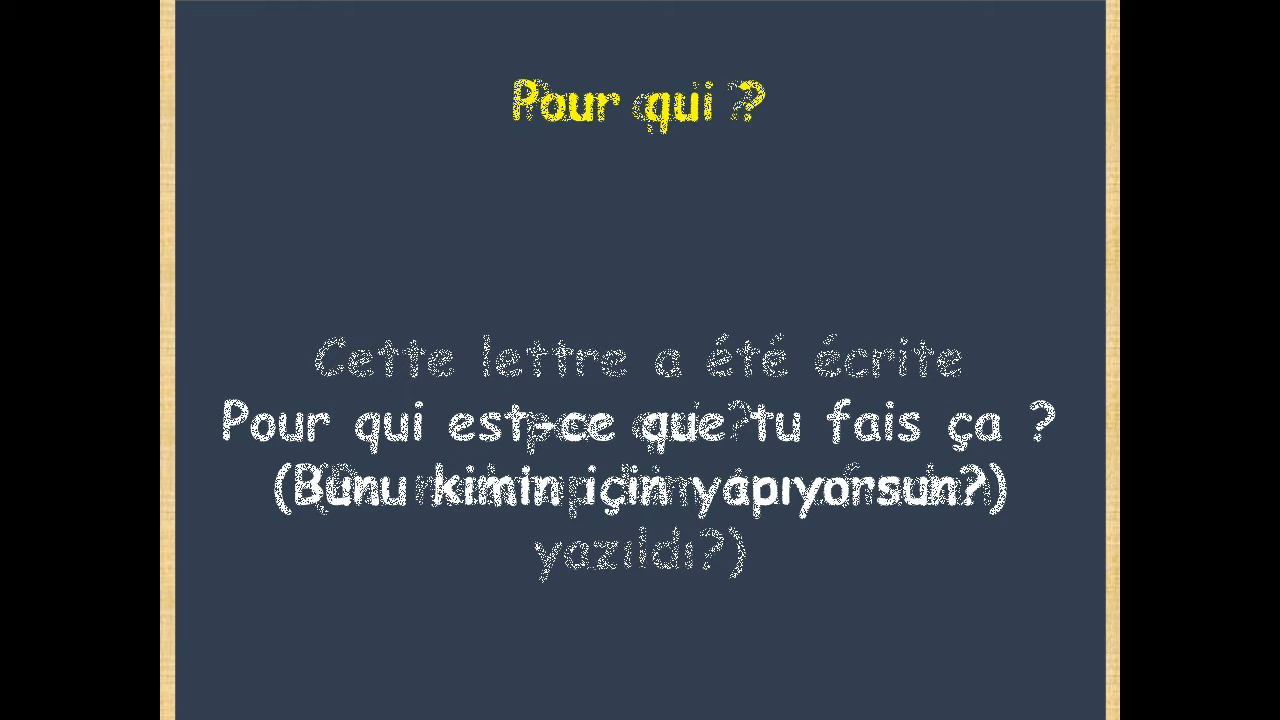 Pour qui ?
Cette lettre a été écrite
Pour qui est-ce que tu fais ça ?
(Bunu kimin için yapıyorsun?)
yazıldı?)